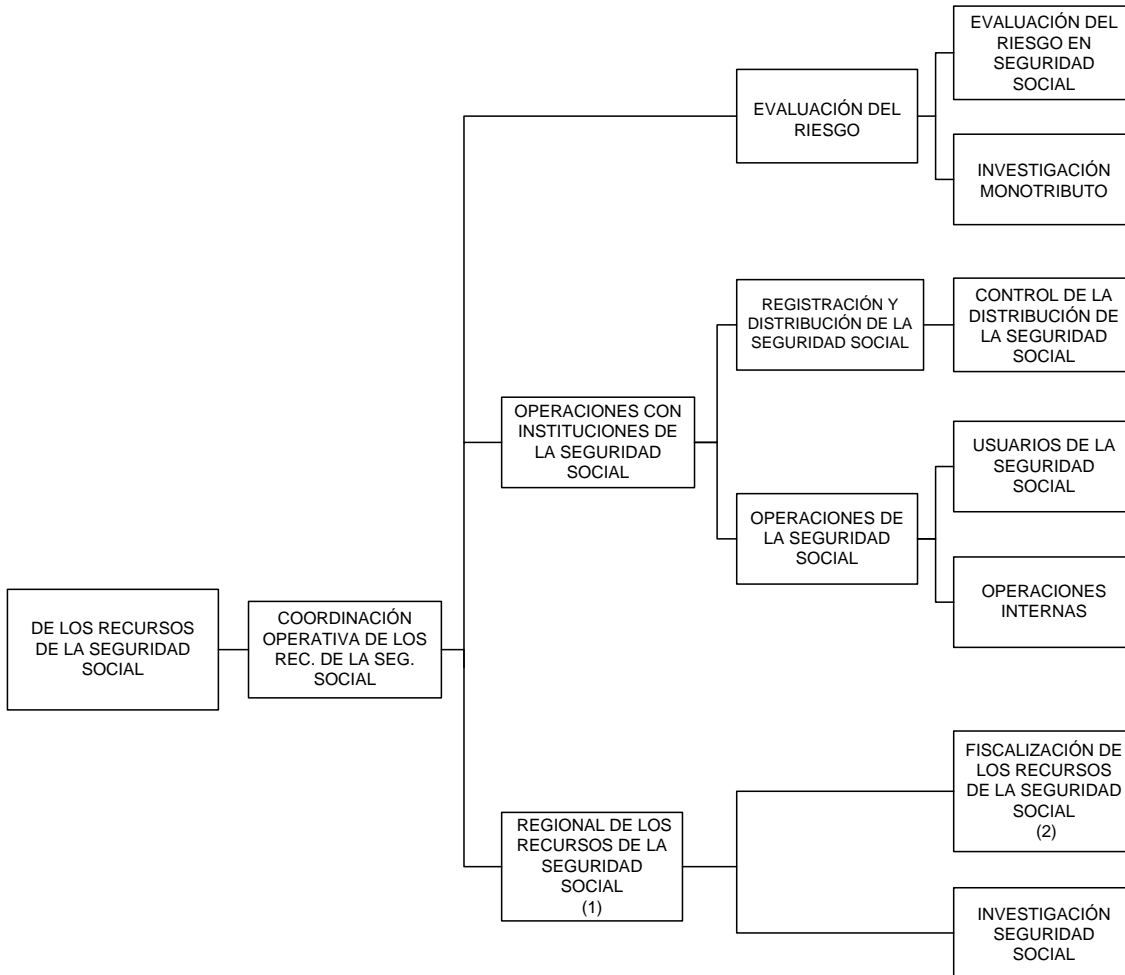 EVALUACIÓN DEL
RIESGO EN
SEGURIDAD
SOCIAL
EVALUACIÓN DEL
RIESGO
INVESTIGACIÓN
MONOTRIBUTO
REGISTRACIÓN Y
DISTRIBUCIÓN DE LA
SEGURIDAD SOCIAL
CONTROL DE LA
DISTRIBUCIÓN DE
LA SEGURIDAD
SOCIAL
OPERACIONES CON
INSTITUCIONES DE
LA SEGURIDAD
SOCIAL
USUARIOS DE LA
SEGURIDAD
SOCIAL
OPERACIONES DE
LA SEGURIDAD
SOCIAL
OPERACIONES
INTERNAS
DE LOS RECURSOS
DE LA SEGURIDAD
SOCIAL
COORDINACIÓN
OPERATIVA DE LOS
REC. DE LA SEG.
SOCIAL
FISCALIZACIÓN DE
LOS RECURSOS
DE LA SEGURIDAD
SOCIAL
(2)
REGIONAL DE LOS
RECURSOS DE LA
SEGURIDAD
SOCIAL
(1)
INVESTIGACIÓN
SEGURIDAD
SOCIAL